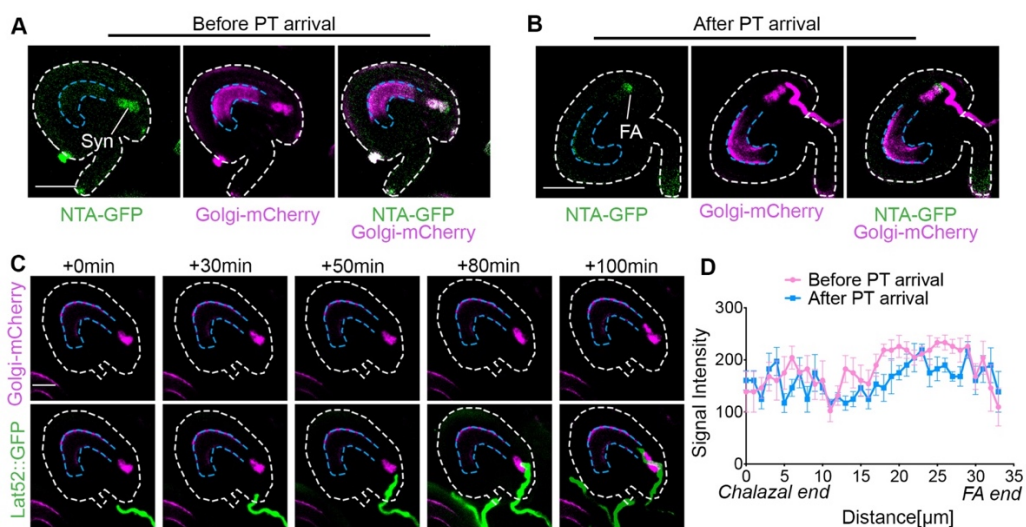 A
Before PT arrival
Syn
NTA-GFP
Golgi-mCherry
NTA-GFP
Golgi-mCherry
B
After PT arrival
FA
NTA-GFP
Golgi-mCherry
NTA-GFP
Golgi-mCherry
C
+0min
+30min
+50min
+80min
+100min
Golgi-mCherry
Lat52::GFP
D
Before PT arrival
After PT arrival
Signal Intensity
300
200
100
0
0
5
10
15
20
25
30
35
Chalazal end
FA end
Distance[µm]